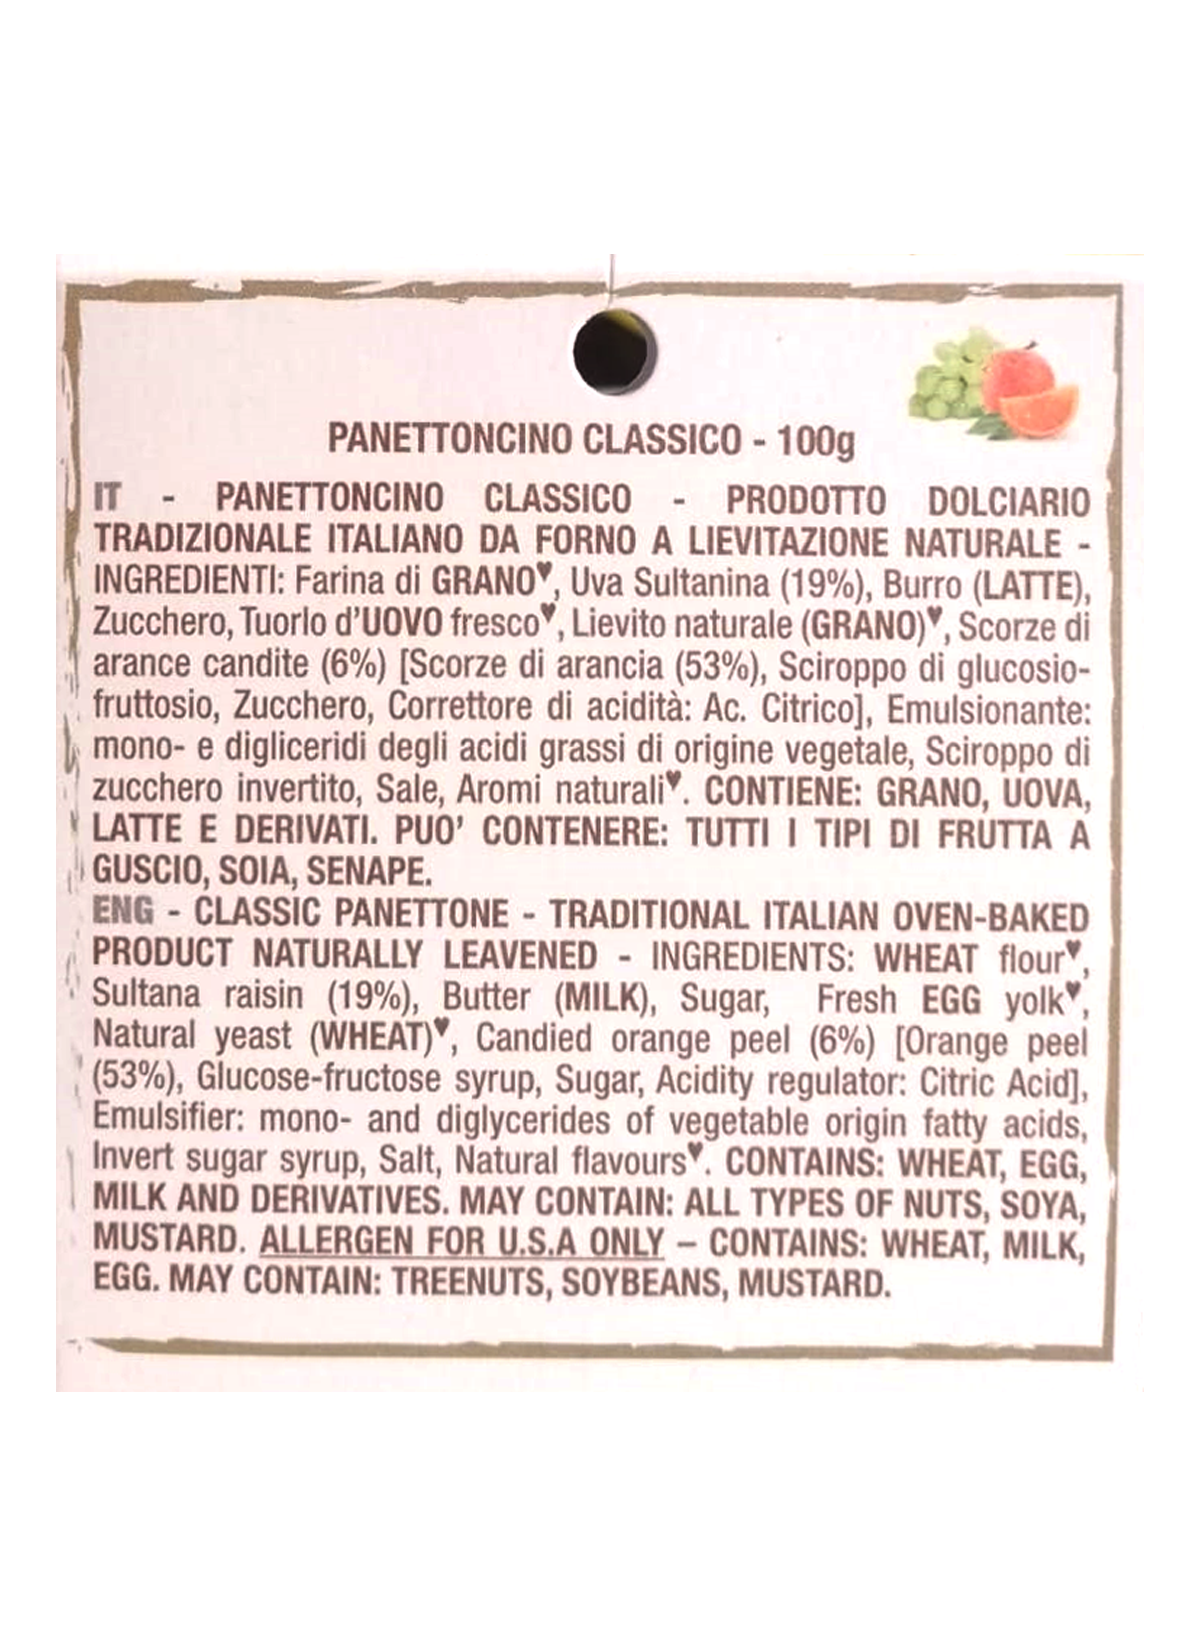 PANETTONCINO CLASSICO - 100g
IT - PANETTONCINO CLASSICO - PRODOTTO DOLCIARIO
TRADIZIONALE ITALIANO DA FORNO A LIEVITAZIONE NATURALE -
INGREDIENTI: Farina di GRANO♥, Uva Sultanina (19%), Burro (LATTE),
Zucchero, Tuorlo d'UOVO fresco♥, Lievito naturale (GRANO)♥, Scorze di
arance candite (6%) [Scorze di arancia (53%), Sciroppo di glucosio-
fruttosio, Zucchero, Correttore di acidità: Ac. Citrico], Emulsionante:
mono- e digliceridi degli acidi grassi di origine vegetale, Sciroppo di
zucchero invertito, Sale, Aromi naturali♥. CONTIENE: GRANO, UOVA,
LATTE E DERIVATI. PUO' CONTENERE: TUTTI I TIPI DI FRUTTA A
GUSCIO, SOIA, SENAPE.
ENG - CLASSIC PANETTONE - TRADITIONAL ITALIAN OVEN-BAKED
PRODUCT NATURALLY LEAVENED - INGREDIENTS: WHEAT flour♥,
Sultana raisin (19%), Butter (MILK), Sugar, Fresh EGG yolk♥,
Natural yeast (WHEAT)♥, Candied orange peel (6%) [Orange peel
(53%), Glucose-fructose syrup, Sugar, Acidity regulator: Citric Acid],
Emulsifier: mono- and diglycerides of vegetable origin fatty acids,
Invert sugar syrup, Salt, Natural flavours♥. CONTAINS: WHEAT, EGG,
MILK AND DERIVATIVES. MAY CONTAIN: ALL TYPES OF NUTS, SOYA,
MUSTARD. ALLERGEN FOR U.S.A ONLY – CONTAINS: WHEAT, MILK,
EGG. MAY CONTAIN: TREENUTS, SOYBEANS, MUSTARD.